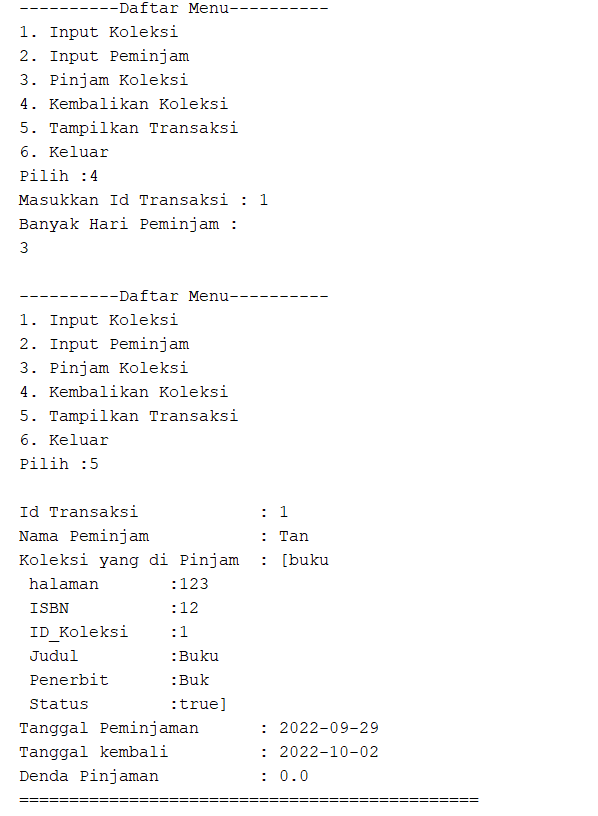 ----------Daftar Menu----------
1. Input Koleksi
2. Input Peminjam
3. Pinjam Koleksi
4. Kembalikan Koleksi
5. Tampilkan Transaksi
6. Keluar
Pilih :4
Masukkan Id Transaksi : 1
Banyak Hari Peminjam :
3

----------Daftar Menu----------
1. Input Koleksi
2. Input Peminjam
3. Pinjam Koleksi
4. Kembalikan Koleksi
5. Tampilkan Transaksi
6. Keluar
Pilih :5

Id Transaksi            : 1
Nama Peminjam           : Tan
Koleksi yang di Pinjam  : [buku
 halaman       :123
 ISBN          :12
 ID_Koleksi    :1
 Judul         :Buku
 Penerbit      :Buk
 Status        :true]
Tanggal Peminjaman      : 2022-09-29
Tanggal kembali         : 2022-10-02
Denda Pinjaman          : 0.0
==============================================